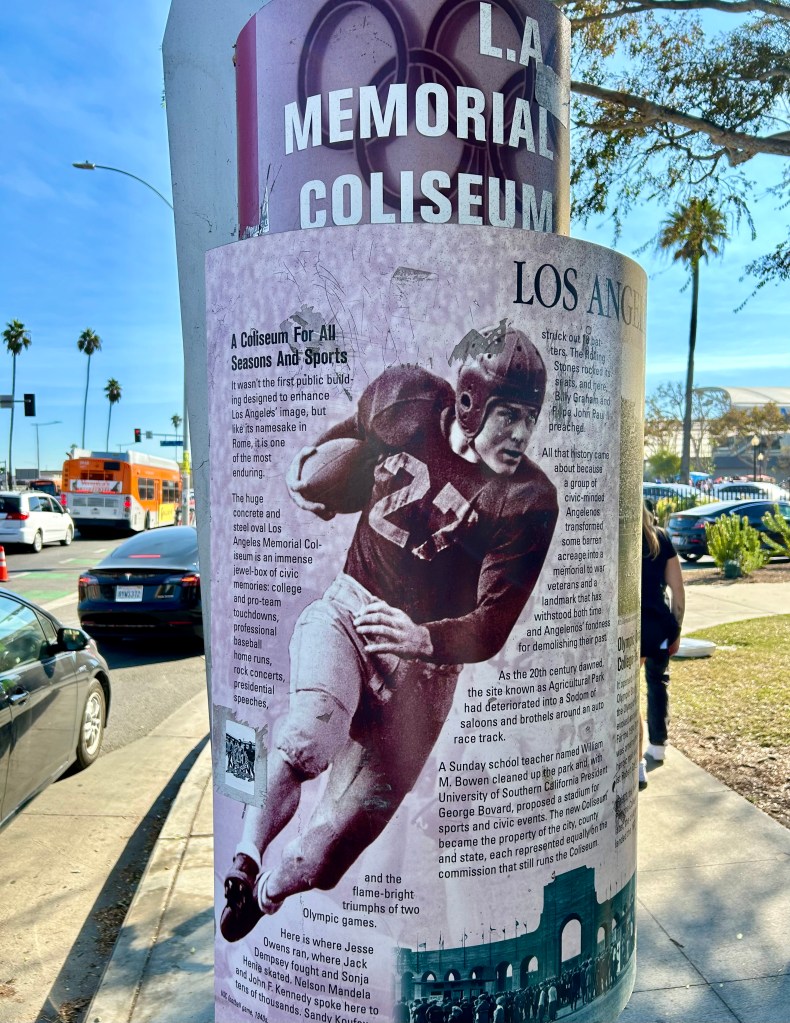 L.A.
MEMORIAL
COLISEUM
LOS ANGE
A Coliseum For All
Seasons And Sports
It wasn't the first public build-
ing designed to enhance
Los Angeles' image, but
like its namesake in
Rome, it is one
of the most
enduring.
The huge
concrete and
steel oval Los
Angeles Memorial Col-
iseum is an immense
jewel-box of civic
memories: college
and pro-team
touchdowns,
professional
baseball
home runs,
rock concerts,
presidential
speeches,
and the
flame-bright
triumphs of two
Olympic games.
Here is where Jesse
Owens ran, where Jack
Dempsey fought and Sonja
Henie skated. Nelson Mandela
and John F. Kennedy spoke here to
tens of thousands. Sandy Koufax
struck out bat-
ters. The Rolling
Stones rocked its
seats, and here,
Billy Graham and
Pope John Paul II
preached.
All that history came
about because
a group of
civic-minded
Angelenos
transformed
some barren
acreage into a
memorial to war
veterans and a
landmark that has
withstood both time
and Angelenos' fondness
for demolishing their past.
As the 20th century dawned,
the site known as Agricultural Park
had deteriorated into a Sodom of
saloons and brothels around an auto
race track.
A Sunday school teacher named William
M. Bowen cleaned up the park and, with
University of Southern California President
George Bovard, proposed a stadium for
sports and civic events. The new Coliseum
became the property of the city, county
and state, each represented equally on the
commission that still runs the Coliseum.
27